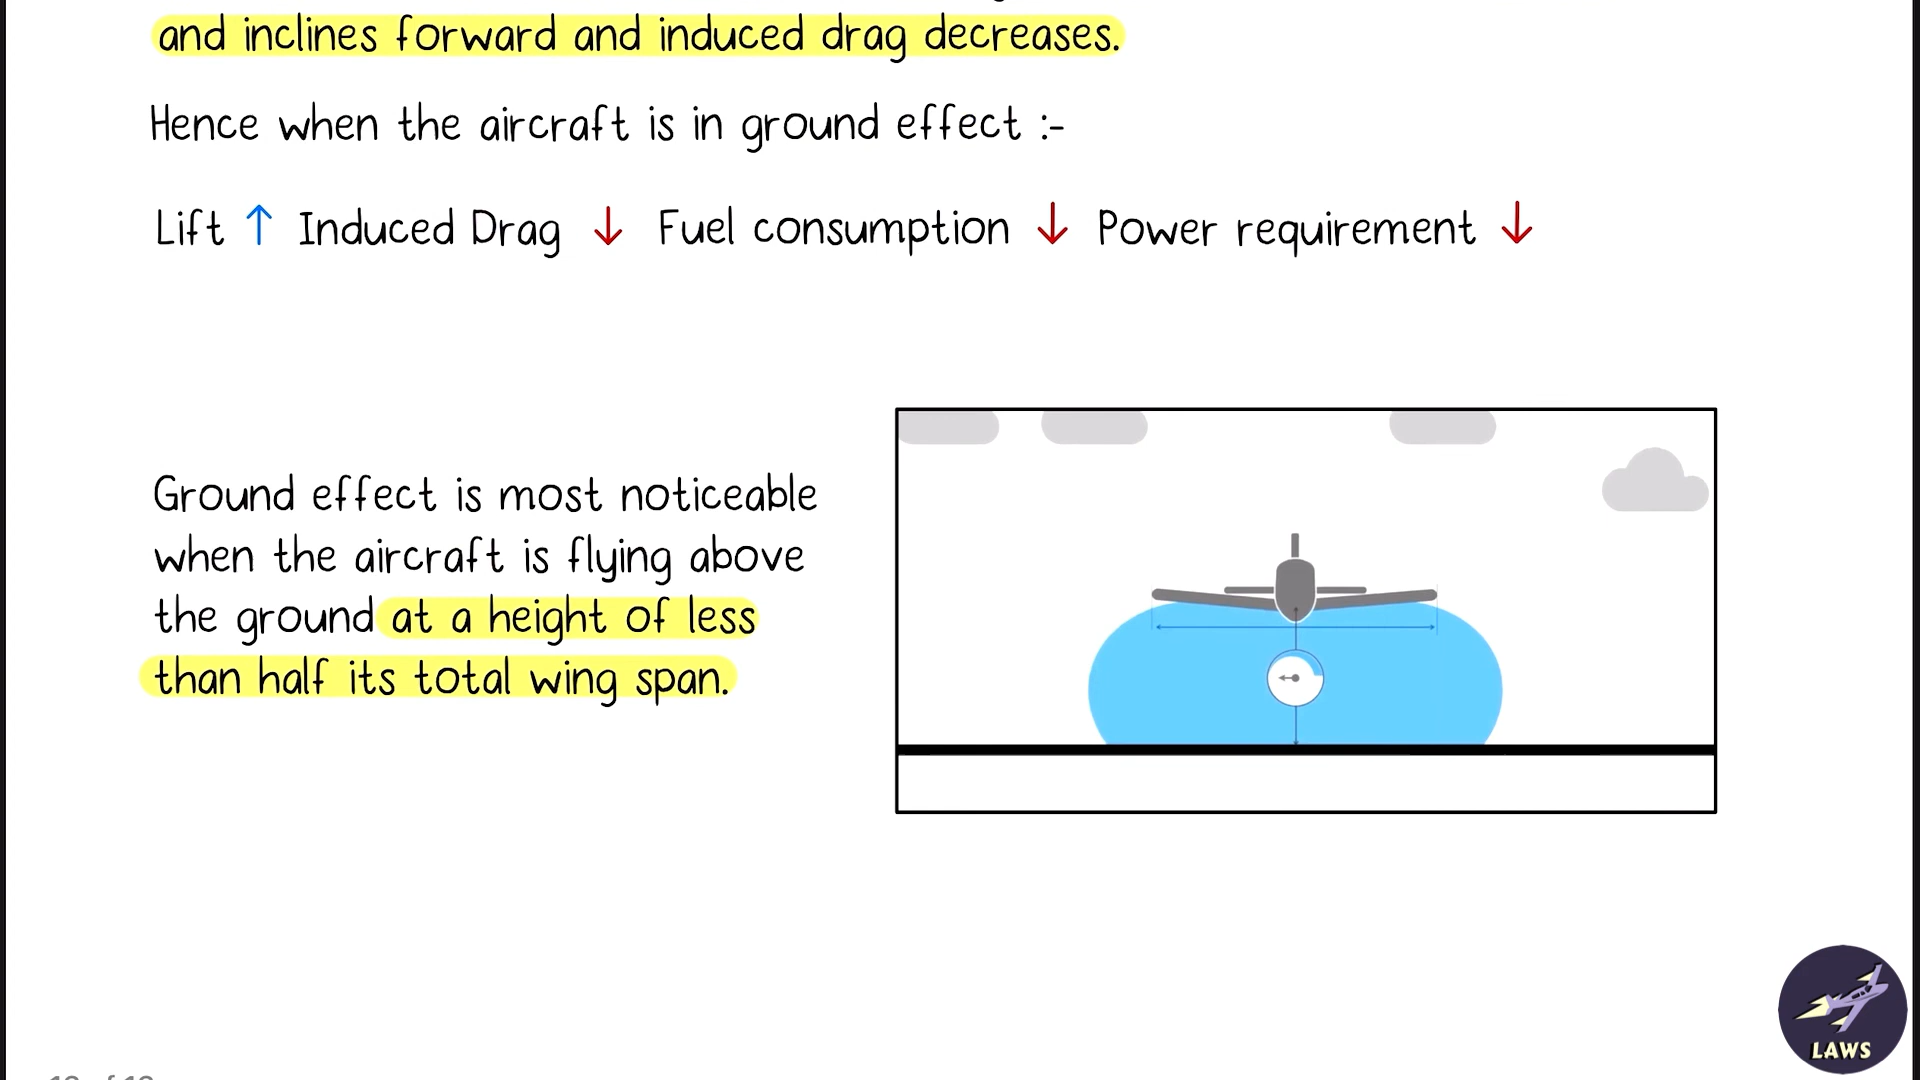 and inclines forward and induced drag decreases.
Hence when the aircraft is in ground effect :-
Lift ↑ Induced Drag ↓ Fuel consumption ↓ Power requirement ↓
Ground effect is most noticeable
when the aircraft is flying above
the ground at a height of less
than half its total wing span.
LAWS